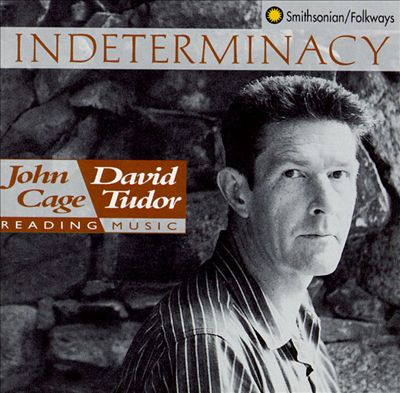 Smithsonian/Folkways
INDETERMINACY
John Cage
David Tudor
READING MUSIC